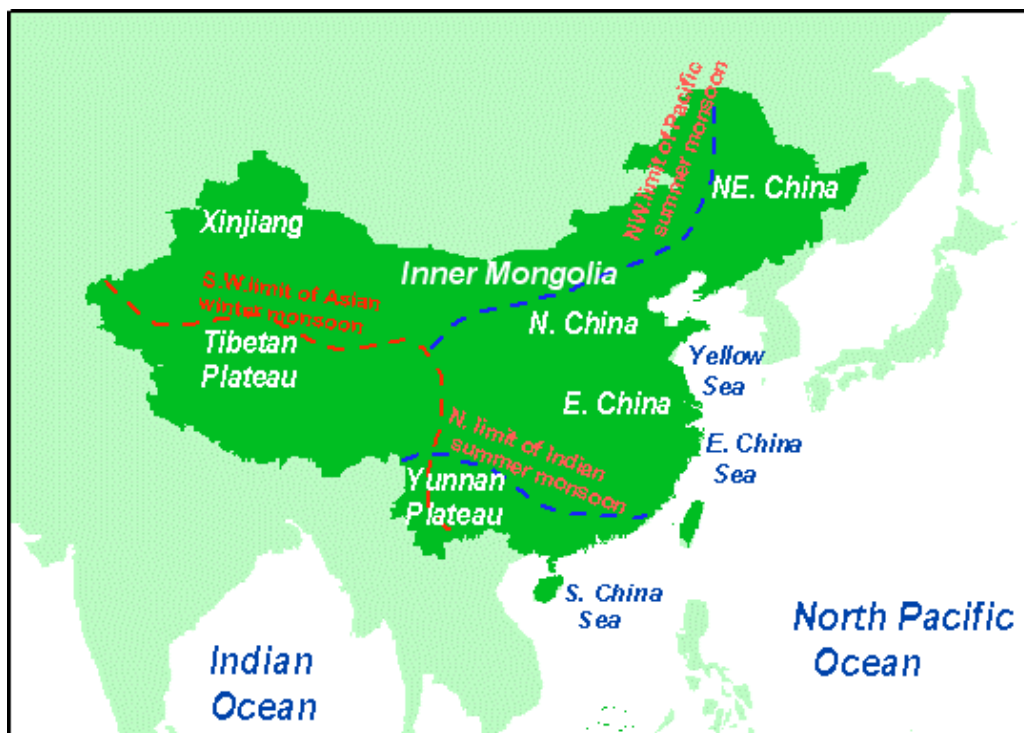 NW.limit of Pacific
summer monsoon
NE. China
Xinjiang
Inner Mongolia
S.W.limit of Asian
winter monsoon
N. China
Tibetan
Plateau
Yellow
Sea
E. China
N. limit of Indian
summer monsoon
E. China
Sea
Yunnan
Plateau
S. China
Sea
North Pacific
Ocean
Indian
Ocean